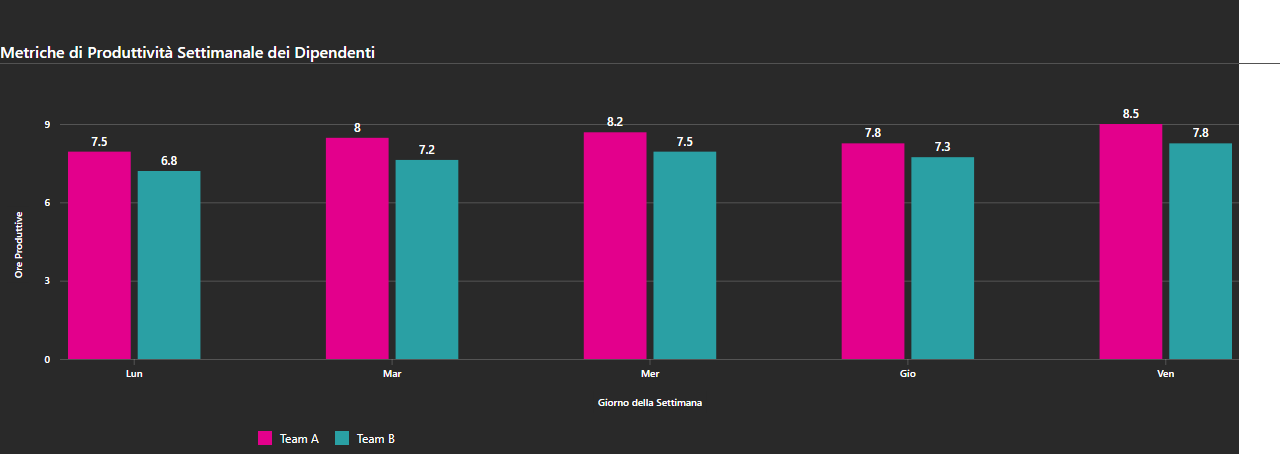 Metriche di Produttività Settimanale dei Dipendenti
9
6
3
0
Ore Produttive
7.5
6.8
8
7.2
8.2
7.5
7.8
7.3
8.5
7.8
Lun
Mar
Mer
Gio
Ven
Giorno della Settimana
Team A
Team B